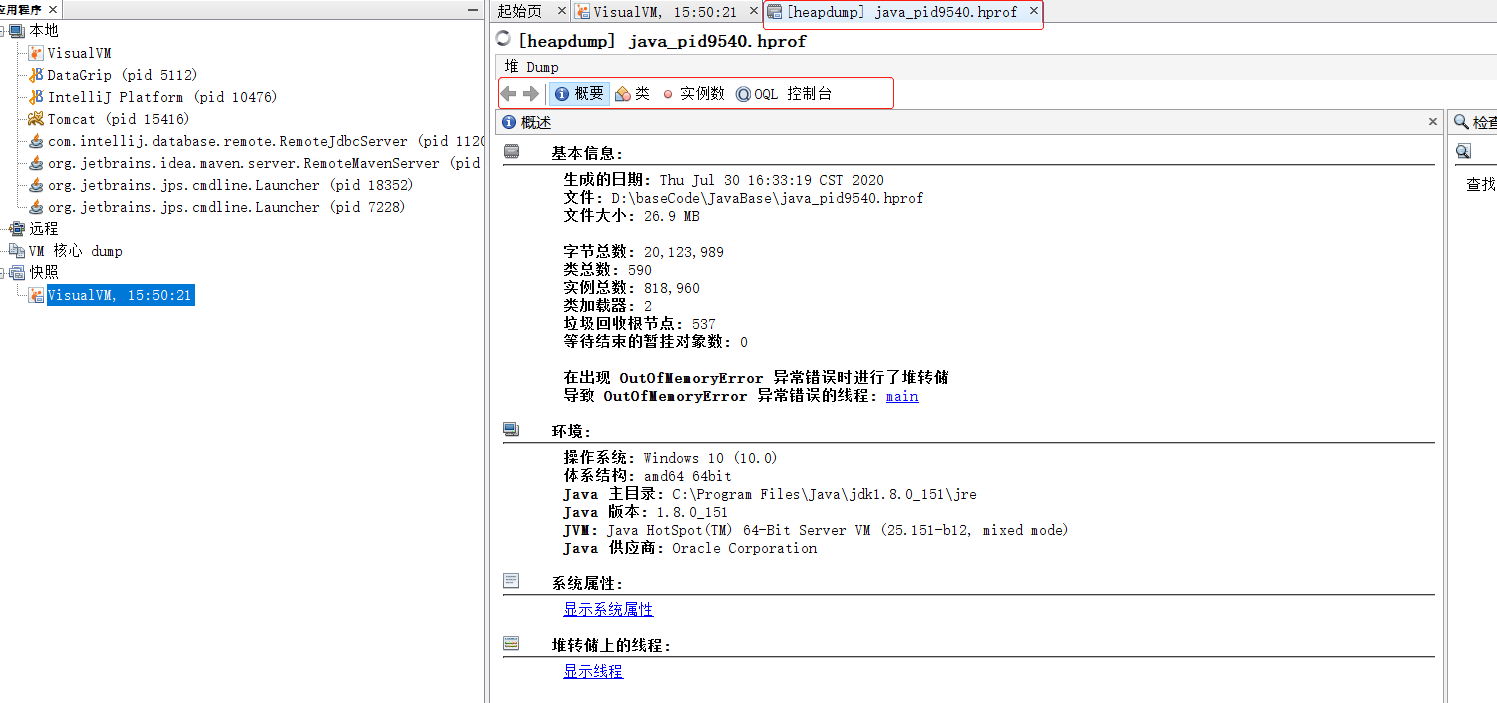 应用程序
本地
VisualVM
DataGrip (pid 5112)
IntelliJ Platform (pid 10476)
Tomcat (pid 15416)
com.intellij.database.remote.RemoteJdbcServer (pid 1120
org.jetbrains.idea.maven.server.RemoteMavenServer (pid
org.jetbrains.jps.cmdline.Launcher (pid 18352)
org.jetbrains.jps.cmdline.Launcher (pid 7228)
远程
VM 核心 dump
快照
VisualVM, 15:50:21
起始页 VisualVM, 15:50:21 [heapdump] java_pid9540.hprof
[heapdump] java_pid9540.hprof
堆 Dump
概要 类 实例数 OQL 控制台
概述
基本信息:
生成的日期: Thu Jul 30 16:33:19 CST 2020
文件: D:\baseCode\JavaBase\java_pid9540.hprof
文件大小: 26.9 MB
字节总数: 20,123,989
类总数: 590
实例总数: 818,960
类加载器: 2
垃圾回收根节点: 537
等待结束的暂挂对象数: 0
在出现 OutOfMemoryError 异常错误时进行了堆转储
导致 OutOfMemoryError 异常错误的线程: main
环境:
操作系统: Windows 10 (10.0)
体系结构: amd64 64bit
Java 主目录: C:\Program Files\Java\jdk1.8.0_151\jre
Java 版本: 1.8.0_151
JVM: Java HotSpot(TM) 64-Bit Server VM (25.151-b12, mixed mode)
Java 供应商: Oracle Corporation
系统属性:
显示系统属性
堆转储上的线程:
显示线程
检查
查找